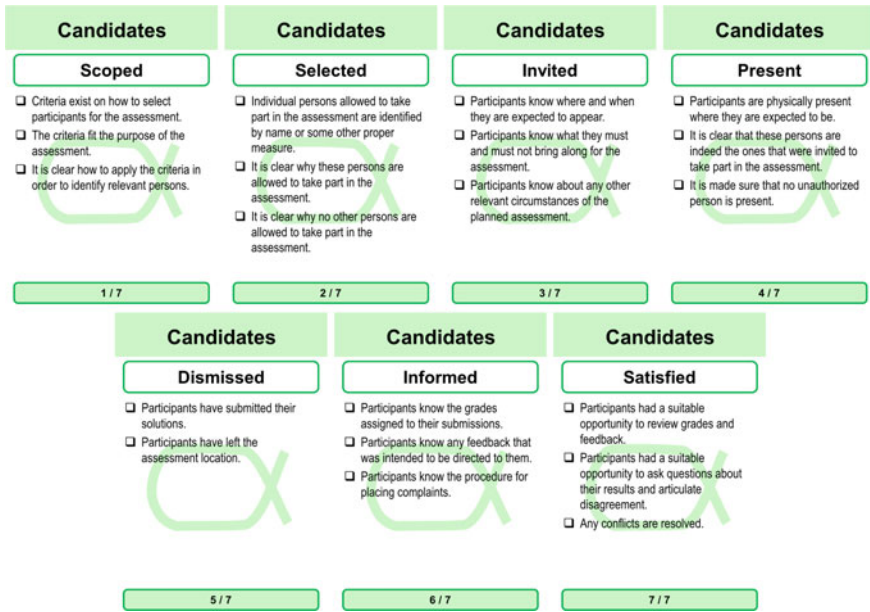 Candidates
Scoped
❑ Criteria exist on how to select
participants for the assessment.
❑ The criteria fit the purpose of the
assessment.
❑ It is clear how to apply the criteria in
order to identify relevant persons.
1 / 7
Candidates
Selected
❑ Individual persons allowed to take
part in the assessment are identified
by name or some other proper
measure.
❑ It is clear why these persons are
allowed to take part in the
assessment.
❑ It is clear why no other persons are
allowed to take part in the
assessment.
2 / 7
Candidates
Invited
❑ Participants know where and when
they are expected to appear.
❑ Participants know what they must
and must not bring along for the
assessment.
❑ Participants know about any other
relevant circumstances of the
planned assessment.
3 / 7
Candidates
Present
❑ Participants are physically present
where they are expected to be.
❑ It is clear that these persons are
indeed the ones that were invited to
take part in the assessment.
❑ It is made sure that no unauthorized
person is present.
4 / 7
Candidates
Dismissed
❑ Participants have submitted their
solutions.
❑ Participants have left the
assessment location.
5 / 7
Candidates
Informed
❑ Participants know the grades
assigned to their submissions.
❑ Participants know any feedback that
was intended to be directed to them.
❑ Participants know the procedure for
placing complaints.
6 / 7
Candidates
Satisfied
❑ Participants had a suitable
opportunity to review grades and
feedback.
❑ Participants had a suitable
opportunity to ask questions about
their results and articulate
disagreement.
❑ Any conflicts are resolved.
7 / 7